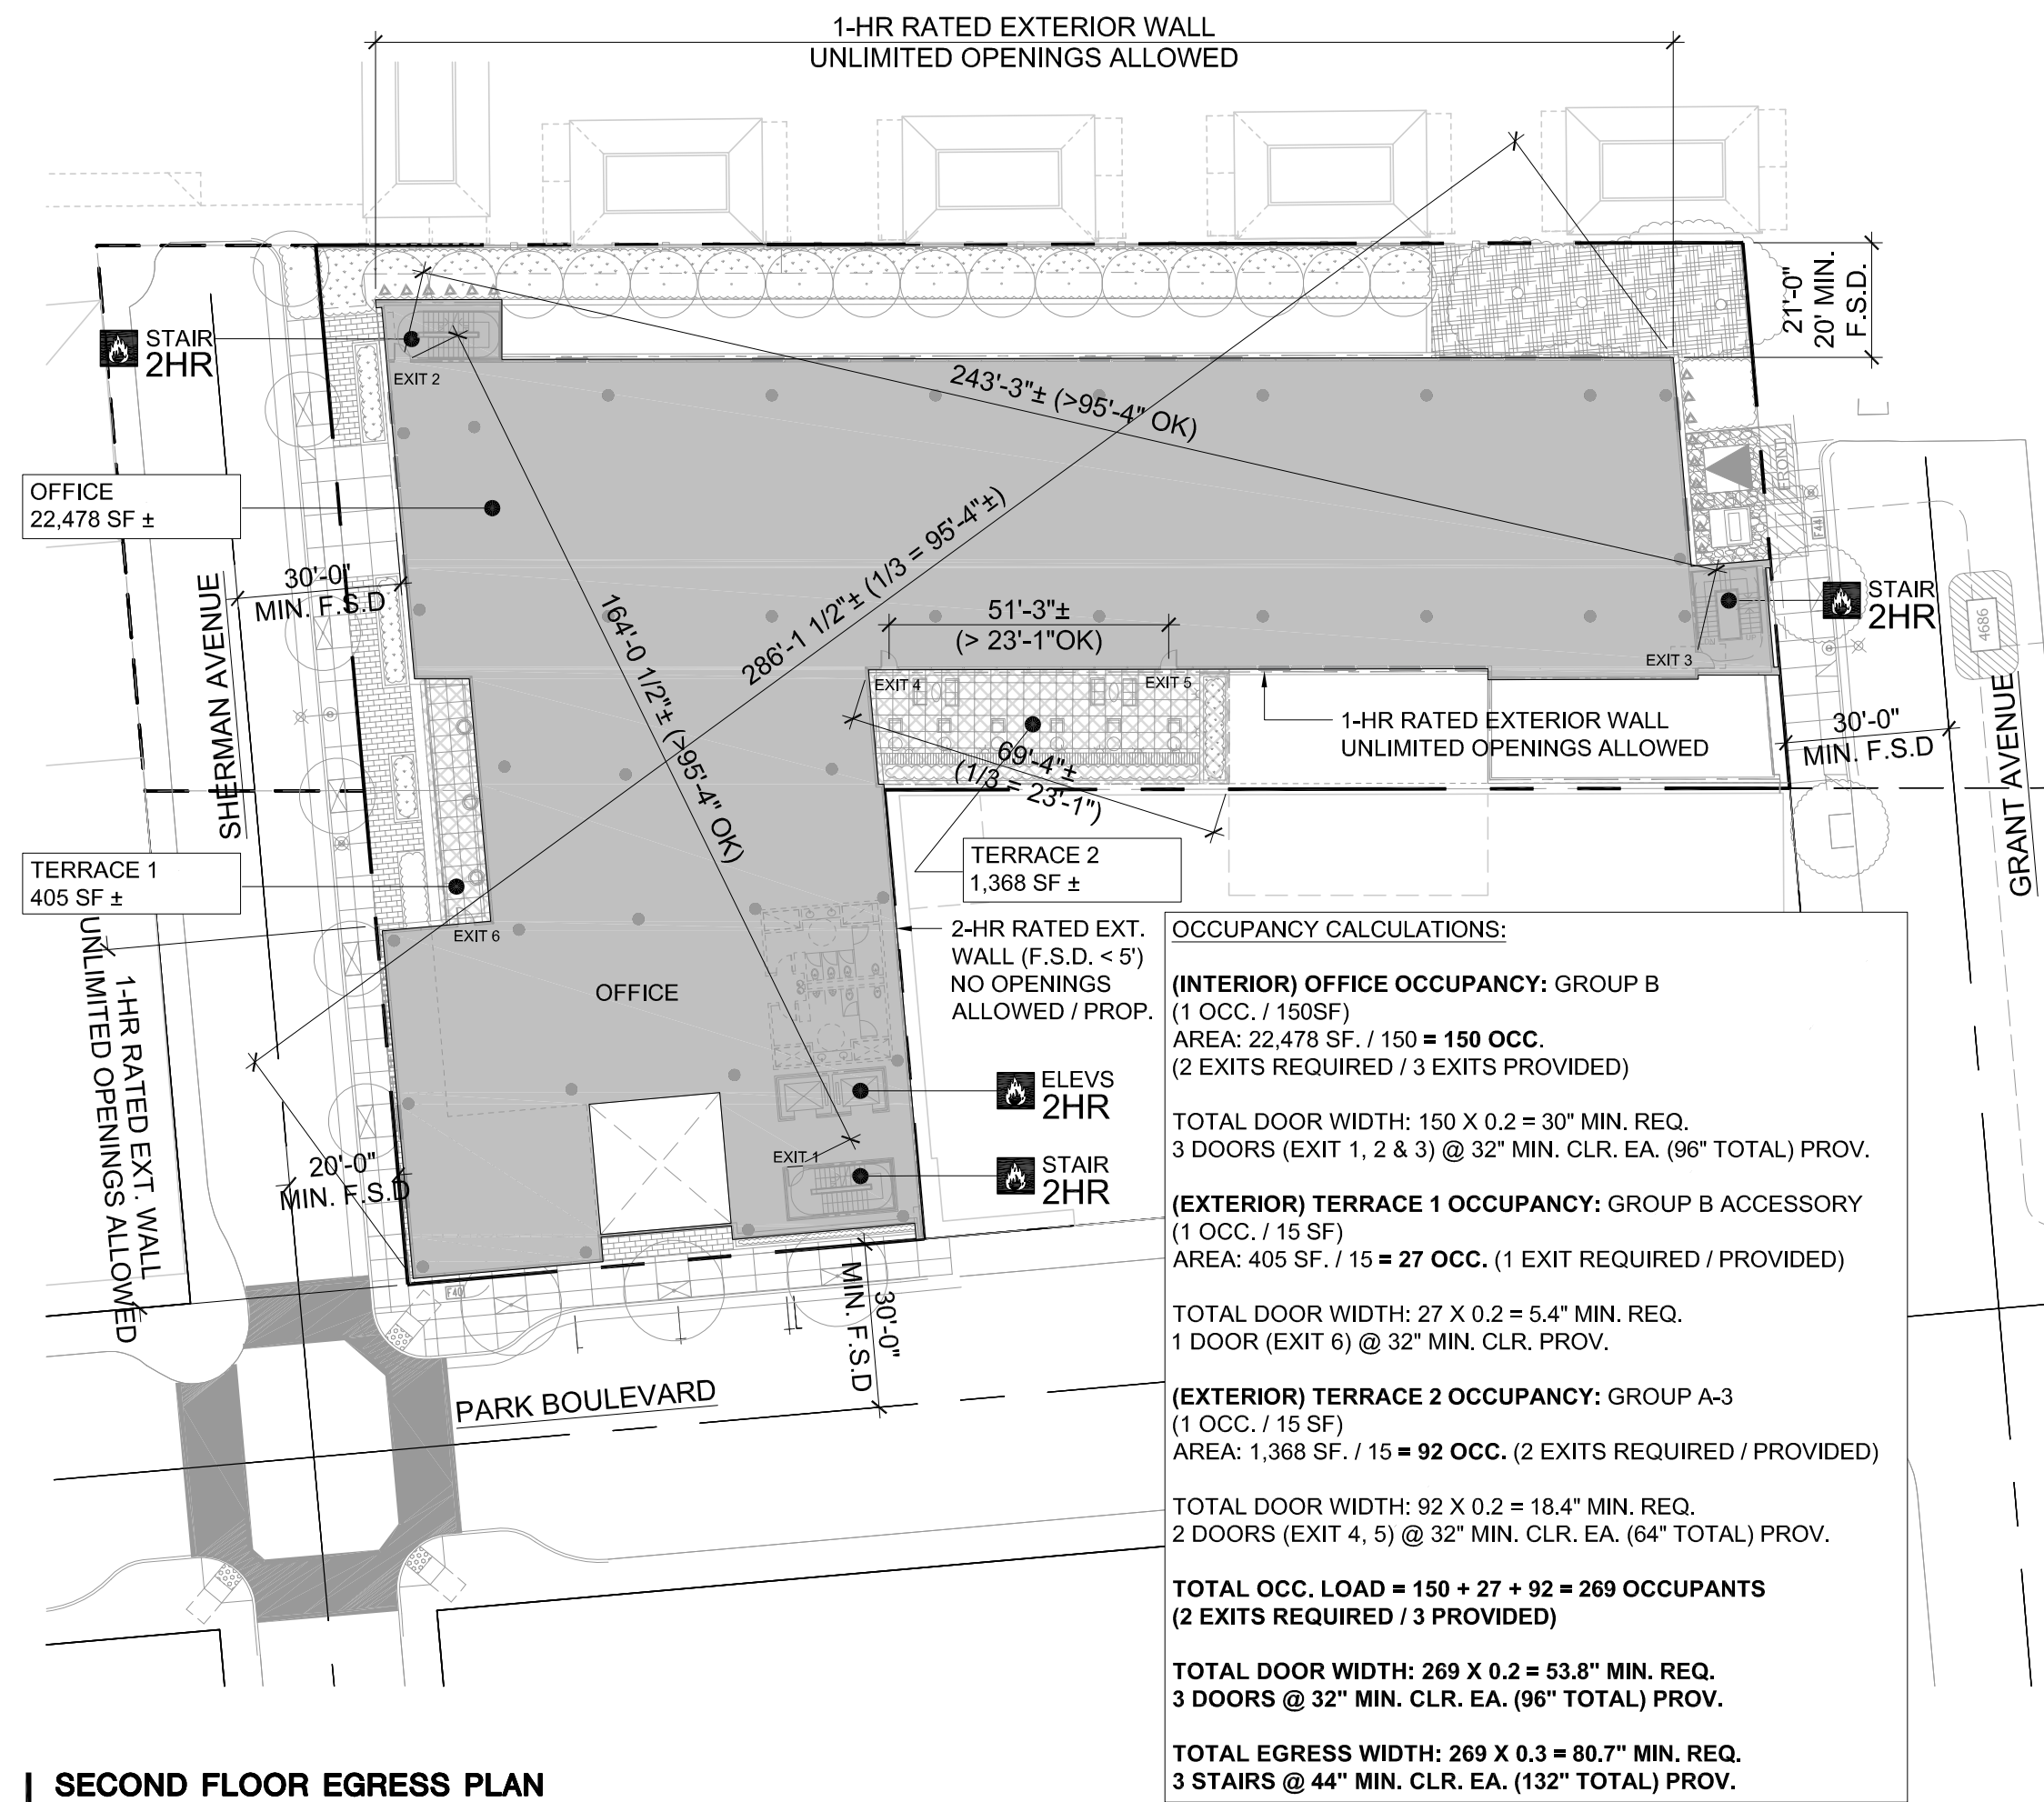 1-HR RATED EXTERIOR WALL
UNLIMITED OPENINGS ALLOWED
21'-0"
20' MIN.
F.S.D.
STAIR
2HR
EXIT 2
243'-3"± (>95'-4" OK)
FRONT
OFFICE
22,478 SF ±
F44
286'-1 1/2"± (1/3 = 95'-4"±)
164'-0 1/2"± (>95'-4" OK)
30'-0"
MIN. F.S.D
SHERMAN AVENUE
51'-3"±
(> 23'-1"OK)
STAIR
2HR
4686
EXIT 3
EXIT 4
EXIT 5
1-HR RATED EXTERIOR WALL
UNLIMITED OPENINGS ALLOWED
30'-0"
MIN. F.S.D
GRANT AVENUE
69'-4"±
(1/3 = 23'-1")
TERRACE 1
405 SF ±
TERRACE 2
1,368 SF ±
EXIT 6
2-HR RATED EXT.
WALL (F.S.D. < 5')
NO OPENINGS
ALLOWED / PROP.
OFFICE
1-HR RATED EXT. WALL
UNLIMITED OPENINGS ALLOWED
ELEVS
2HR
EXIT 1
STAIR
2HR
20'-0"
MIN. F.S.D
F40
30'-0"
MIN. F.S.D
PARK BOULEVARD
OCCUPANCY CALCULATIONS:
(INTERIOR) OFFICE OCCUPANCY: GROUP B
(1 OCC. / 150SF)
AREA: 22,478 SF. / 150 = 150 OCC.
(2 EXITS REQUIRED / 3 EXITS PROVIDED)
TOTAL DOOR WIDTH: 150 X 0.2 = 30" MIN. REQ.
3 DOORS (EXIT 1, 2 & 3) @ 32" MIN. CLR. EA. (96" TOTAL) PROV.
(EXTERIOR) TERRACE 1 OCCUPANCY: GROUP B ACCESSORY
(1 OCC. / 15 SF)
AREA: 405 SF. / 15 = 27 OCC. (1 EXIT REQUIRED / PROVIDED)
TOTAL DOOR WIDTH: 27 X 0.2 = 5.4" MIN. REQ.
1 DOOR (EXIT 6) @ 32" MIN. CLR. PROV.
(EXTERIOR) TERRACE 2 OCCUPANCY: GROUP A-3
(1 OCC. / 15 SF)
AREA: 1,368 SF. / 15 = 92 OCC. (2 EXITS REQUIRED / PROVIDED)
TOTAL DOOR WIDTH: 92 X 0.2 = 18.4" MIN. REQ.
2 DOORS (EXIT 4, 5) @ 32" MIN. CLR. EA. (64" TOTAL) PROV.
TOTAL OCC. LOAD = 150 + 27 + 92 = 269 OCCUPANTS
(2 EXITS REQUIRED / 3 PROVIDED)
TOTAL DOOR WIDTH: 269 X 0.2 = 53.8" MIN. REQ.
3 DOORS @ 32" MIN. CLR. EA. (96" TOTAL) PROV.
TOTAL EGRESS WIDTH: 269 X 0.3 = 80.7" MIN. REQ.
3 STAIRS @ 44" MIN. CLR. EA. (132" TOTAL) PROV.
SECOND FLOOR EGRESS PLAN